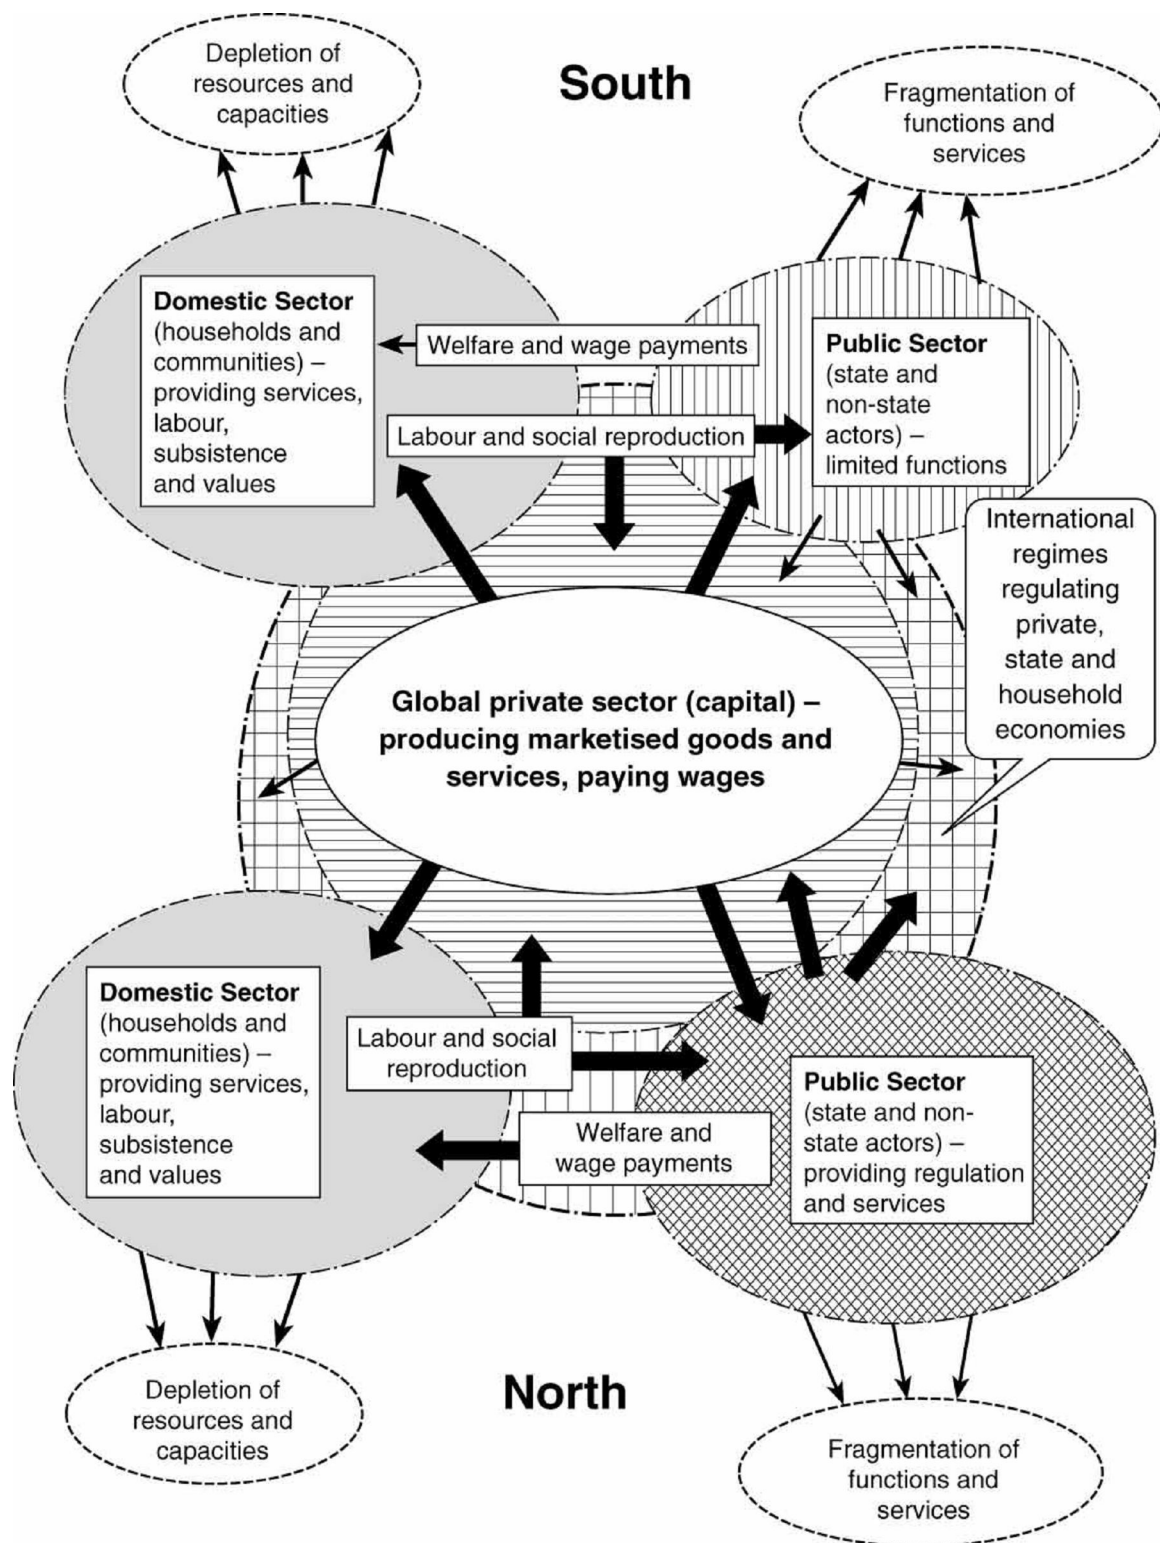 Depletion of
resources and
capacities
South
Fragmentation of
functions and
services
Domestic Sector
(households and
communities) –
providing services,
labour,
subsistence
and values
Welfare and wage payments
Labour and social reproduction
Public Sector
(state and
non-state
actors) –
limited functions
International
regimes
regulating
private,
state and
household
economies
Global private sector (capital) –
producing marketised goods and
services, paying wages
Domestic Sector
(households and
communities) –
providing services,
labour,
subsistence
and values
Labour and social
reproduction
Welfare and
wage payments
Public Sector
(state and non-
state actors) –
providing regulation
and services
Depletion of
resources and
capacities
North
Fragmentation of
functions and
services